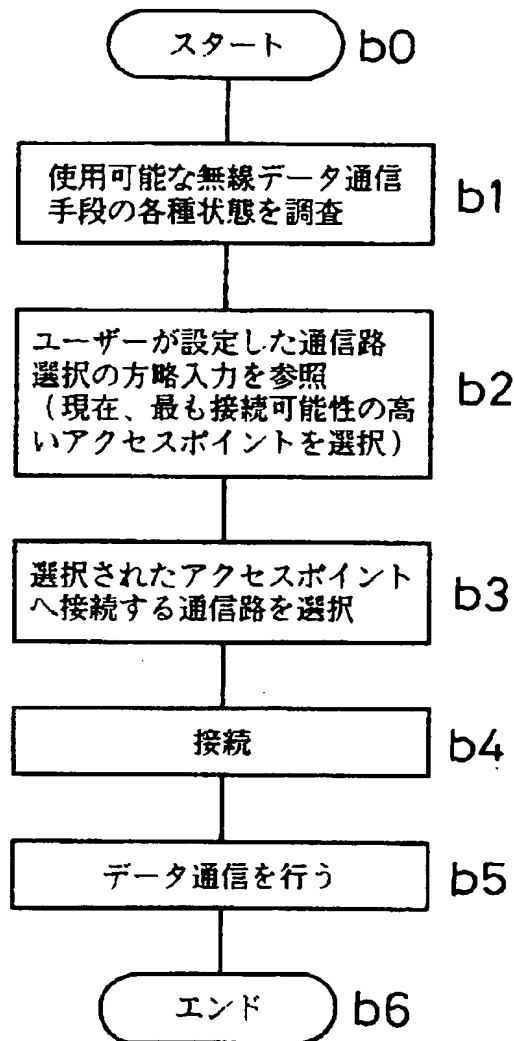 スタート b0
使用可能な無線データ通信
手段の各種状態を調査 b1
ユーザーが設定した通信路
選択の方略入力を参照
(現在、最も接続可能性の高
いアクセスポイントを選択) b2
選択されたアクセスポイント
へ接続する通信路を選択 b3
接続 b4
データ通信を行う b5
エンド b6